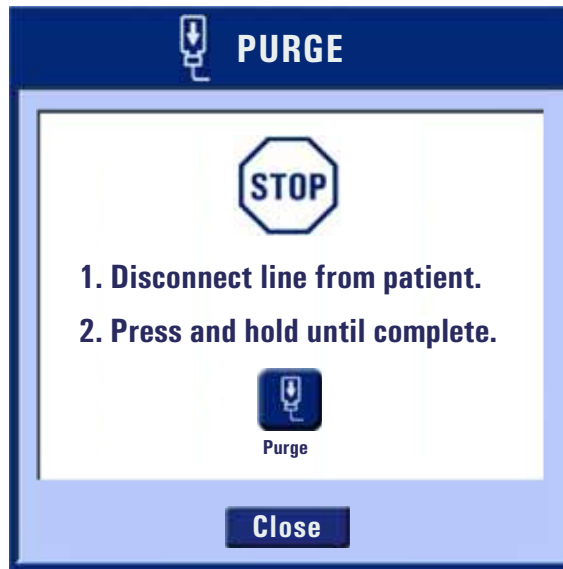 PURGE
STOP
1. Disconnect line from patient.
2. Press and hold until complete.
Purge
Close